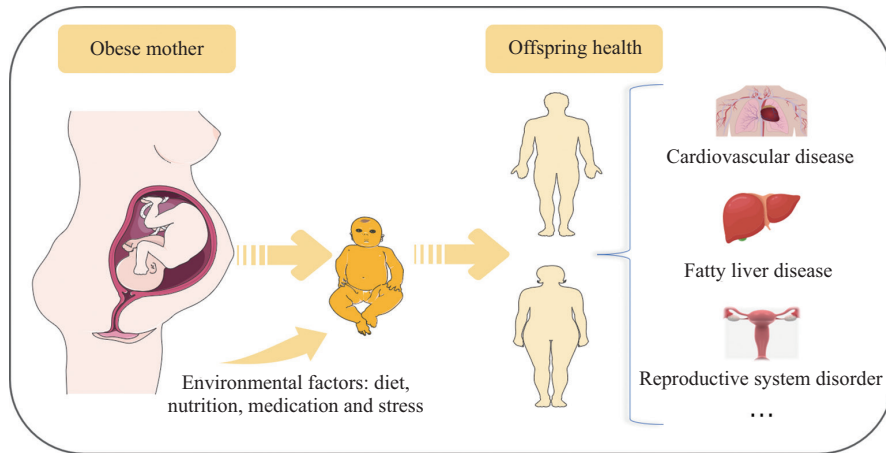 Obese mother
Offspring health
Cardiovascular disease
Fatty liver disease
Reproductive system disorder
...
Environmental factors: diet,
nutrition, medication and stress